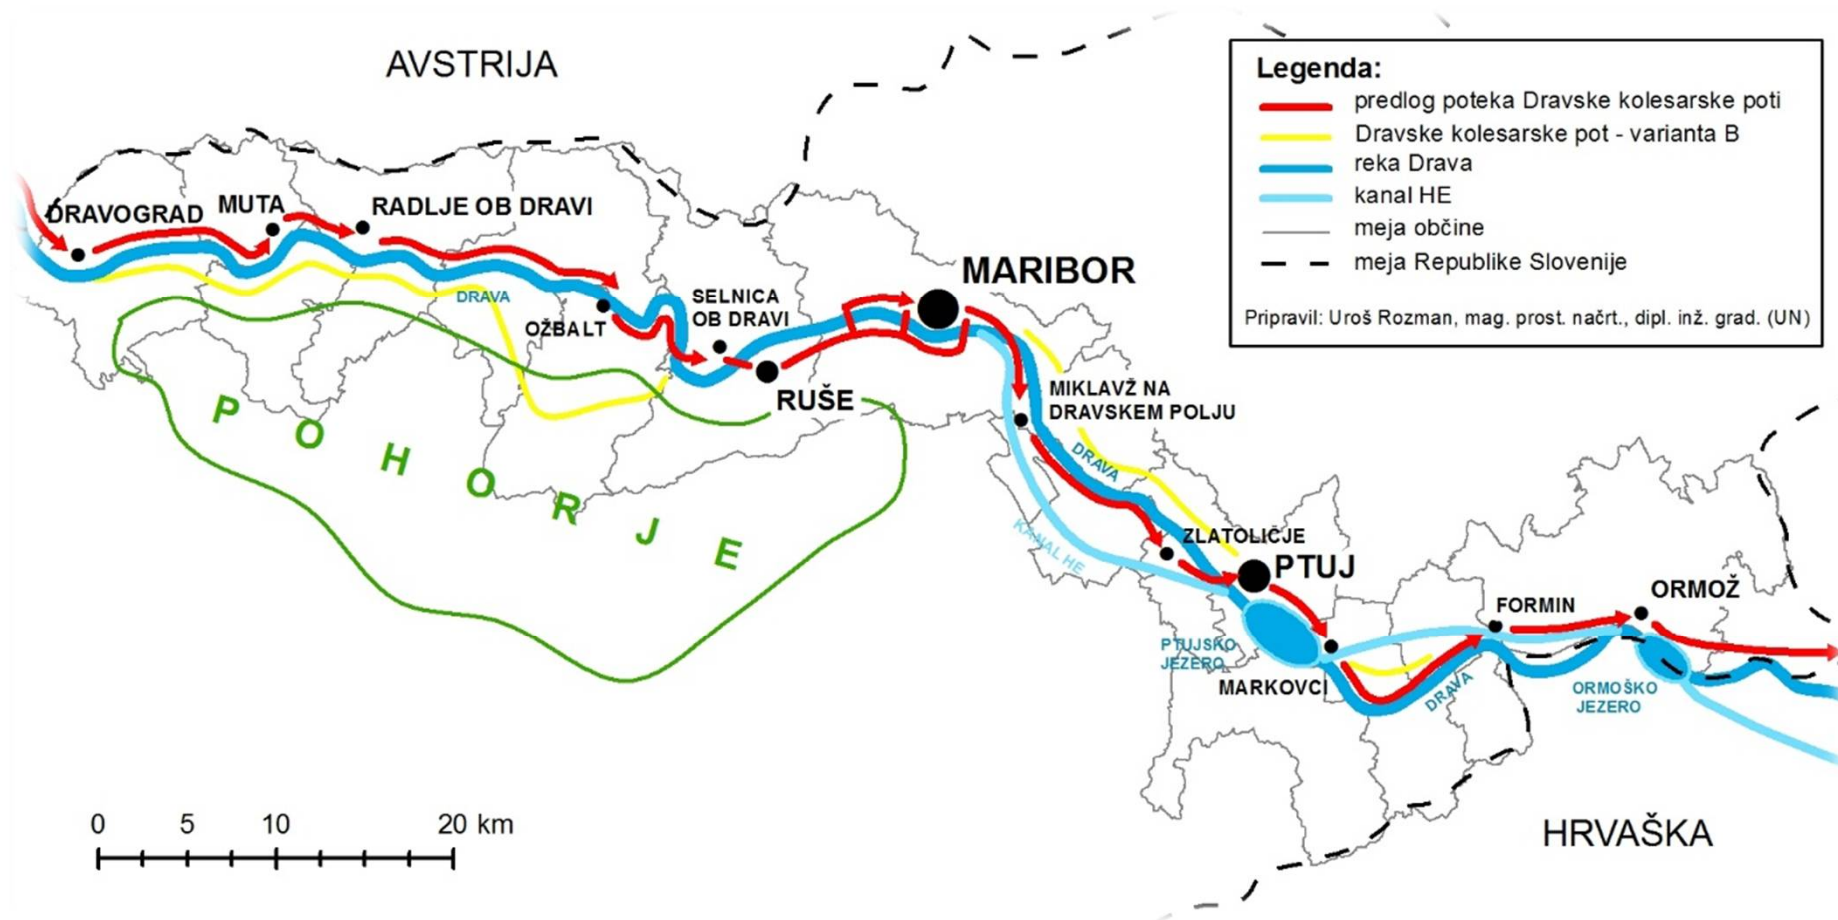 AVSTRIJA
Legenda:
predlog poteka Dravske kolesarske poti
Dravske kolesarske pot - varianta B
reka Drava
kanal HE
meja občine
meja Republike Slovenije
Pripravil: Uroš Rozman, mag. prost. načrt., dipl. inž. grad. (UN)
DRAVOGRAD
MUTA
RADLJE OB DRAVI
MARIBOR
DRAVA
SELNICA
OB DRAVI
OŽBALT
RUŠE
MIKLAVŽ NA
DRAVSKEM POLJU
POHORJE
DRAVA
KANAL HE
ZLATOLIČJE
PTUJ
ORMOŽ
FORMIN
PTUJSKO
JEZERO
MARKOVCI
DRAVA
ORMOŠKO
JEZERO
0 5 10 20 km
HRVAŠKA